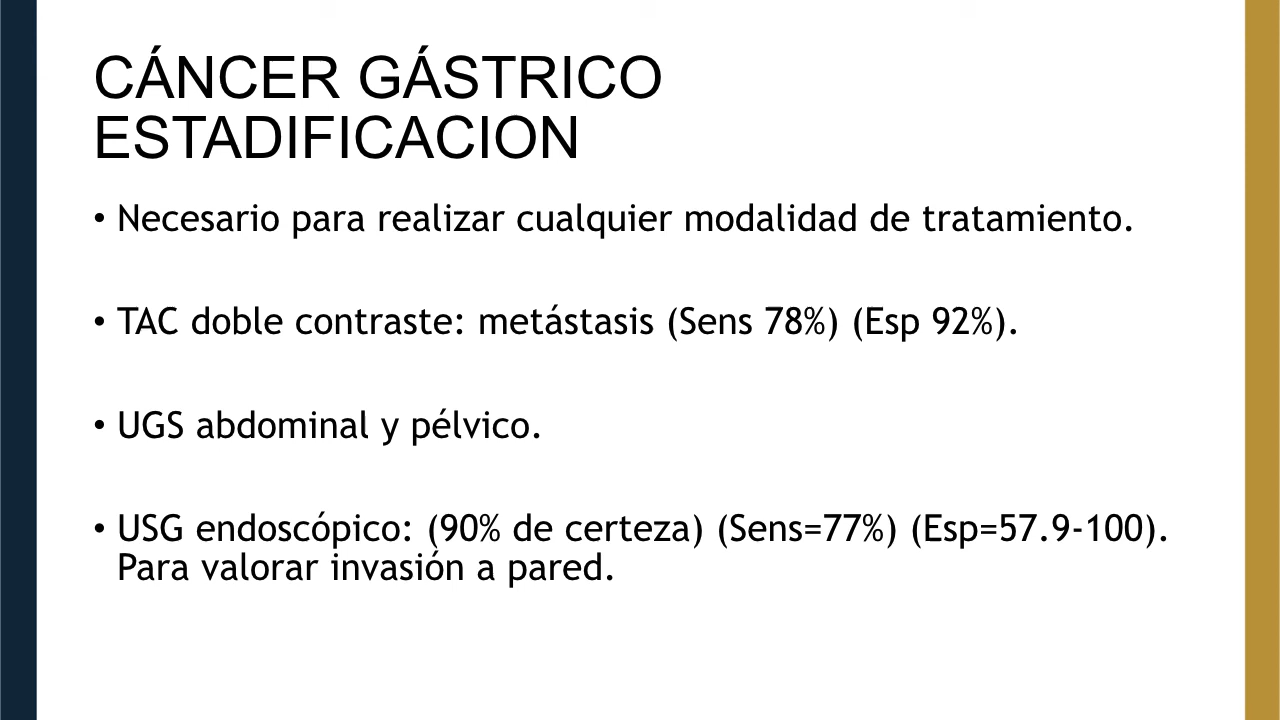 CÁNCER GÁSTRICO
ESTADIFICACION
• Necesario para realizar cualquier modalidad de tratamiento.
• TAC doble contraste: metástasis (Sens 78%) (Esp 92%).
• UGS abdominal y pélvico.
• USG endoscópico: (90% de certeza) (Sens=77%) (Esp=57.9-100).
Para valorar invasión a pared.